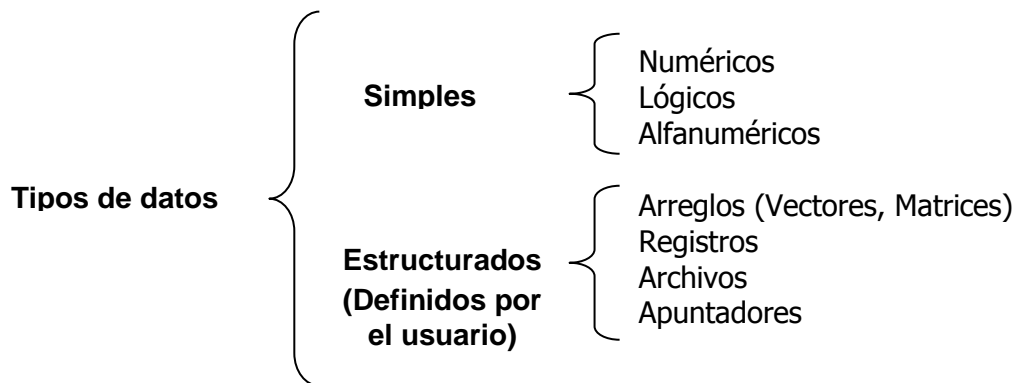 Tipos de datos
Simples
Numéricos
Lógicos
Alfanuméricos
Estructurados
(Definidos por
el usuario)
Arreglos (Vectores, Matrices)
Registros
Archivos
Apuntadores